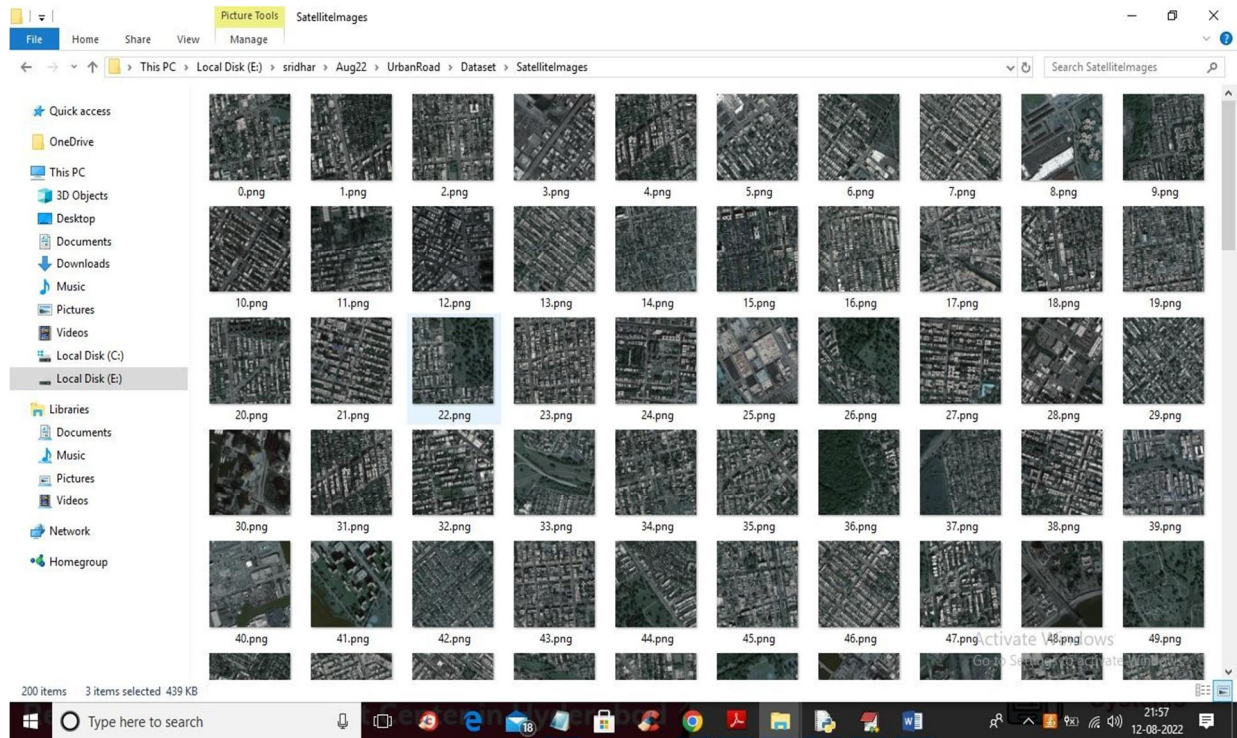 Picture Tools SatelliteImages
File Home Share View Manage
This PC > Local Disk (E:) > sridhar > Aug22 > UrbanRoad > Dataset > SatelliteImages
Search SatelliteImages
Quick access
OneDrive
This PC
3D Objects
Desktop
Documents
Downloads
Music
Pictures
Videos
Local Disk (C:)
Local Disk (E:)
Libraries
Documents
Music
Pictures
Videos
Network
Homegroup
0.png 1.png 2.png 3.png 4.png 5.png 6.png 7.png 8.png 9.png
10.png 11.png 12.png 13.png 14.png 15.png 16.png 17.png 18.png 19.png
20.png 21.png 22.png 23.png 24.png 25.png 26.png 27.png 28.png 29.png
30.png 31.png 32.png 33.png 34.png 35.png 36.png 37.png 38.png 39.png
40.png 41.png 42.png 43.png 44.png 45.png 46.png 47.png 48.png 49.png
Activate Windows
Go to Settings to activate Windows.
200 items 3 items selected 439 KB
Type here to search
18
21:57
12-08-2022